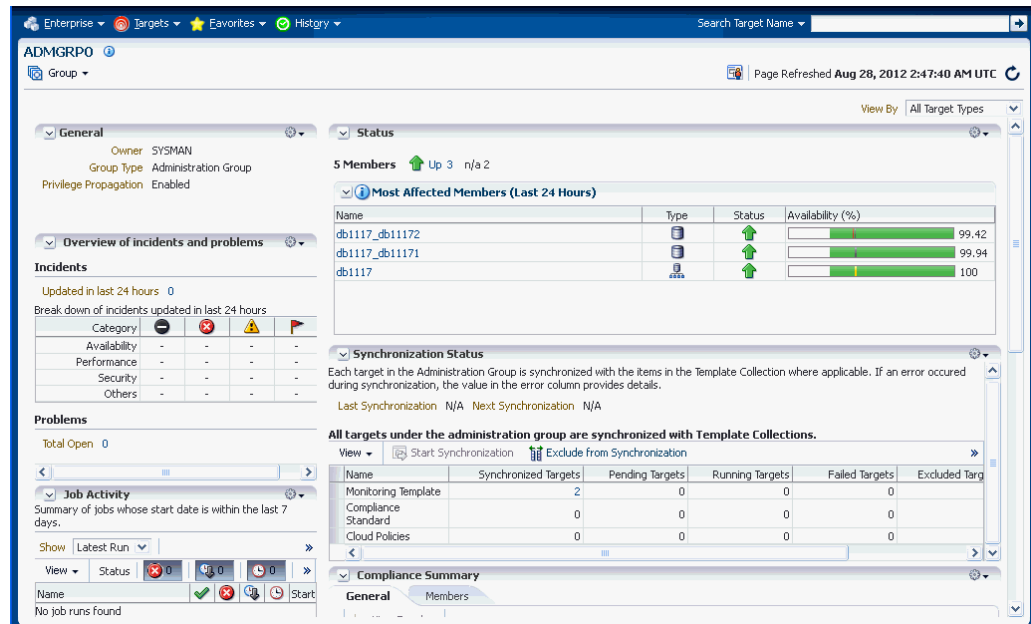 Enterprise Targets Favorites History Search Target Name
ADMGRP0
Group Page Refreshed Aug 28, 2012 2:47:40 AM UTC
View By All Target Types
General
Owner SYSMAN
Group Type Administration Group
Privilege Propagation Enabled
Overview of incidents and problems
Incidents
Updated in last 24 hours 0
Break down of incidents updated in last 24 hours
Category
Availability - - - -
Performance - - - -
Security - - - -
Others - - - -
Problems
Total Open 0
Job Activity
Summary of jobs whose start date is within the last 7
days.
Show Latest Run »
View Status 0 0 0 »
Name Start
No job runs found
Status
5 Members Up 3 n/a 2
Most Affected Members (Last 24 Hours)
Name Type Status Availability (%)
db1117_db11172 99.42
db1117_db11171 99.94
db1117 100
Synchronization Status
Each target in the Administration Group is synchronized with the items in the Template Collection where applicable. If an error occured
during synchronization, the value in the error column provides details.
Last Synchronization N/A Next Synchronization N/A
All targets under the administration group are synchronized with Template Collections.
View Start Synchronization Exclude from Synchronization »
Name Synchronized Targets Pending Targets Running Targets Failed Targets Excluded Targ
Monitoring Template 2 0 0 0
Compliance
Standard 0 0 0 0
Cloud Policies 0 0 0 0
Compliance Summary
General Members